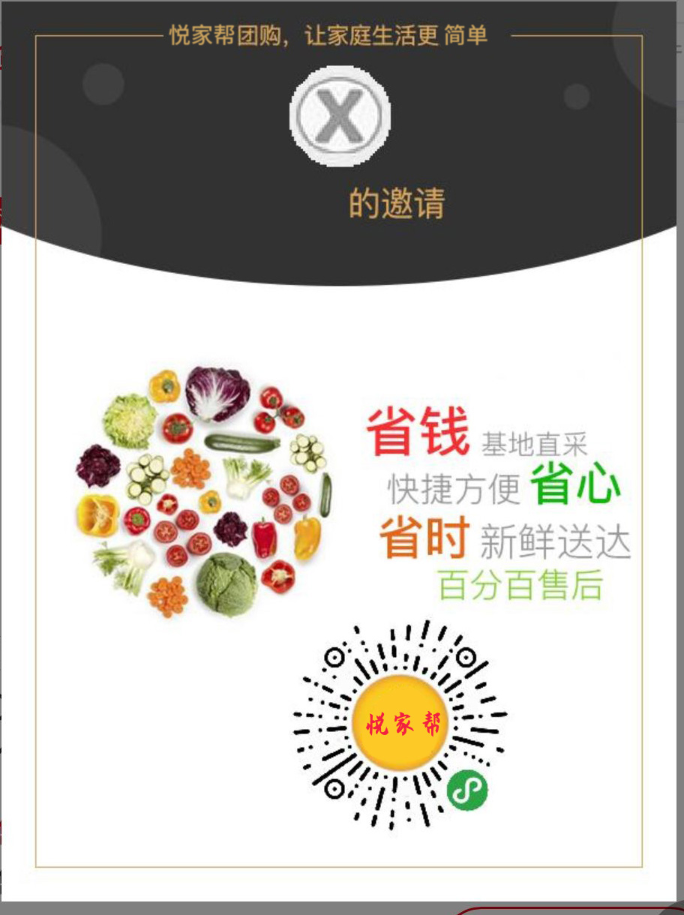 悦家帮团购，让家庭生活更 简单
X
的邀请
省钱 基地直采
快捷方便 省心
省时 新鲜送达
百分百售后
悦家帮